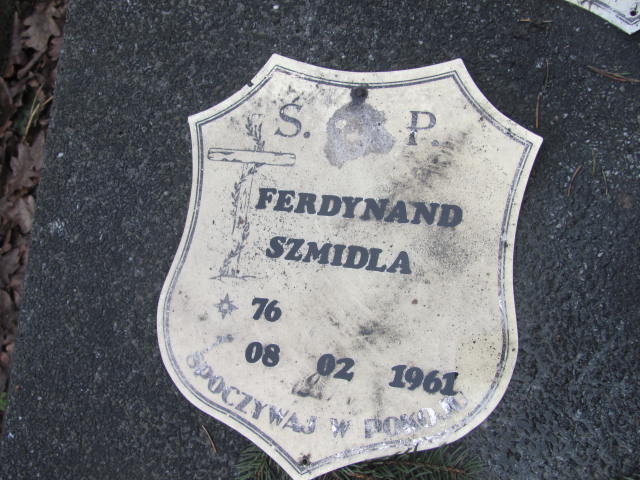 Ś. P.
FERDYNAND
SZMIDLA
76
08 02 1961
SPOCZYWAJ W POKOJU